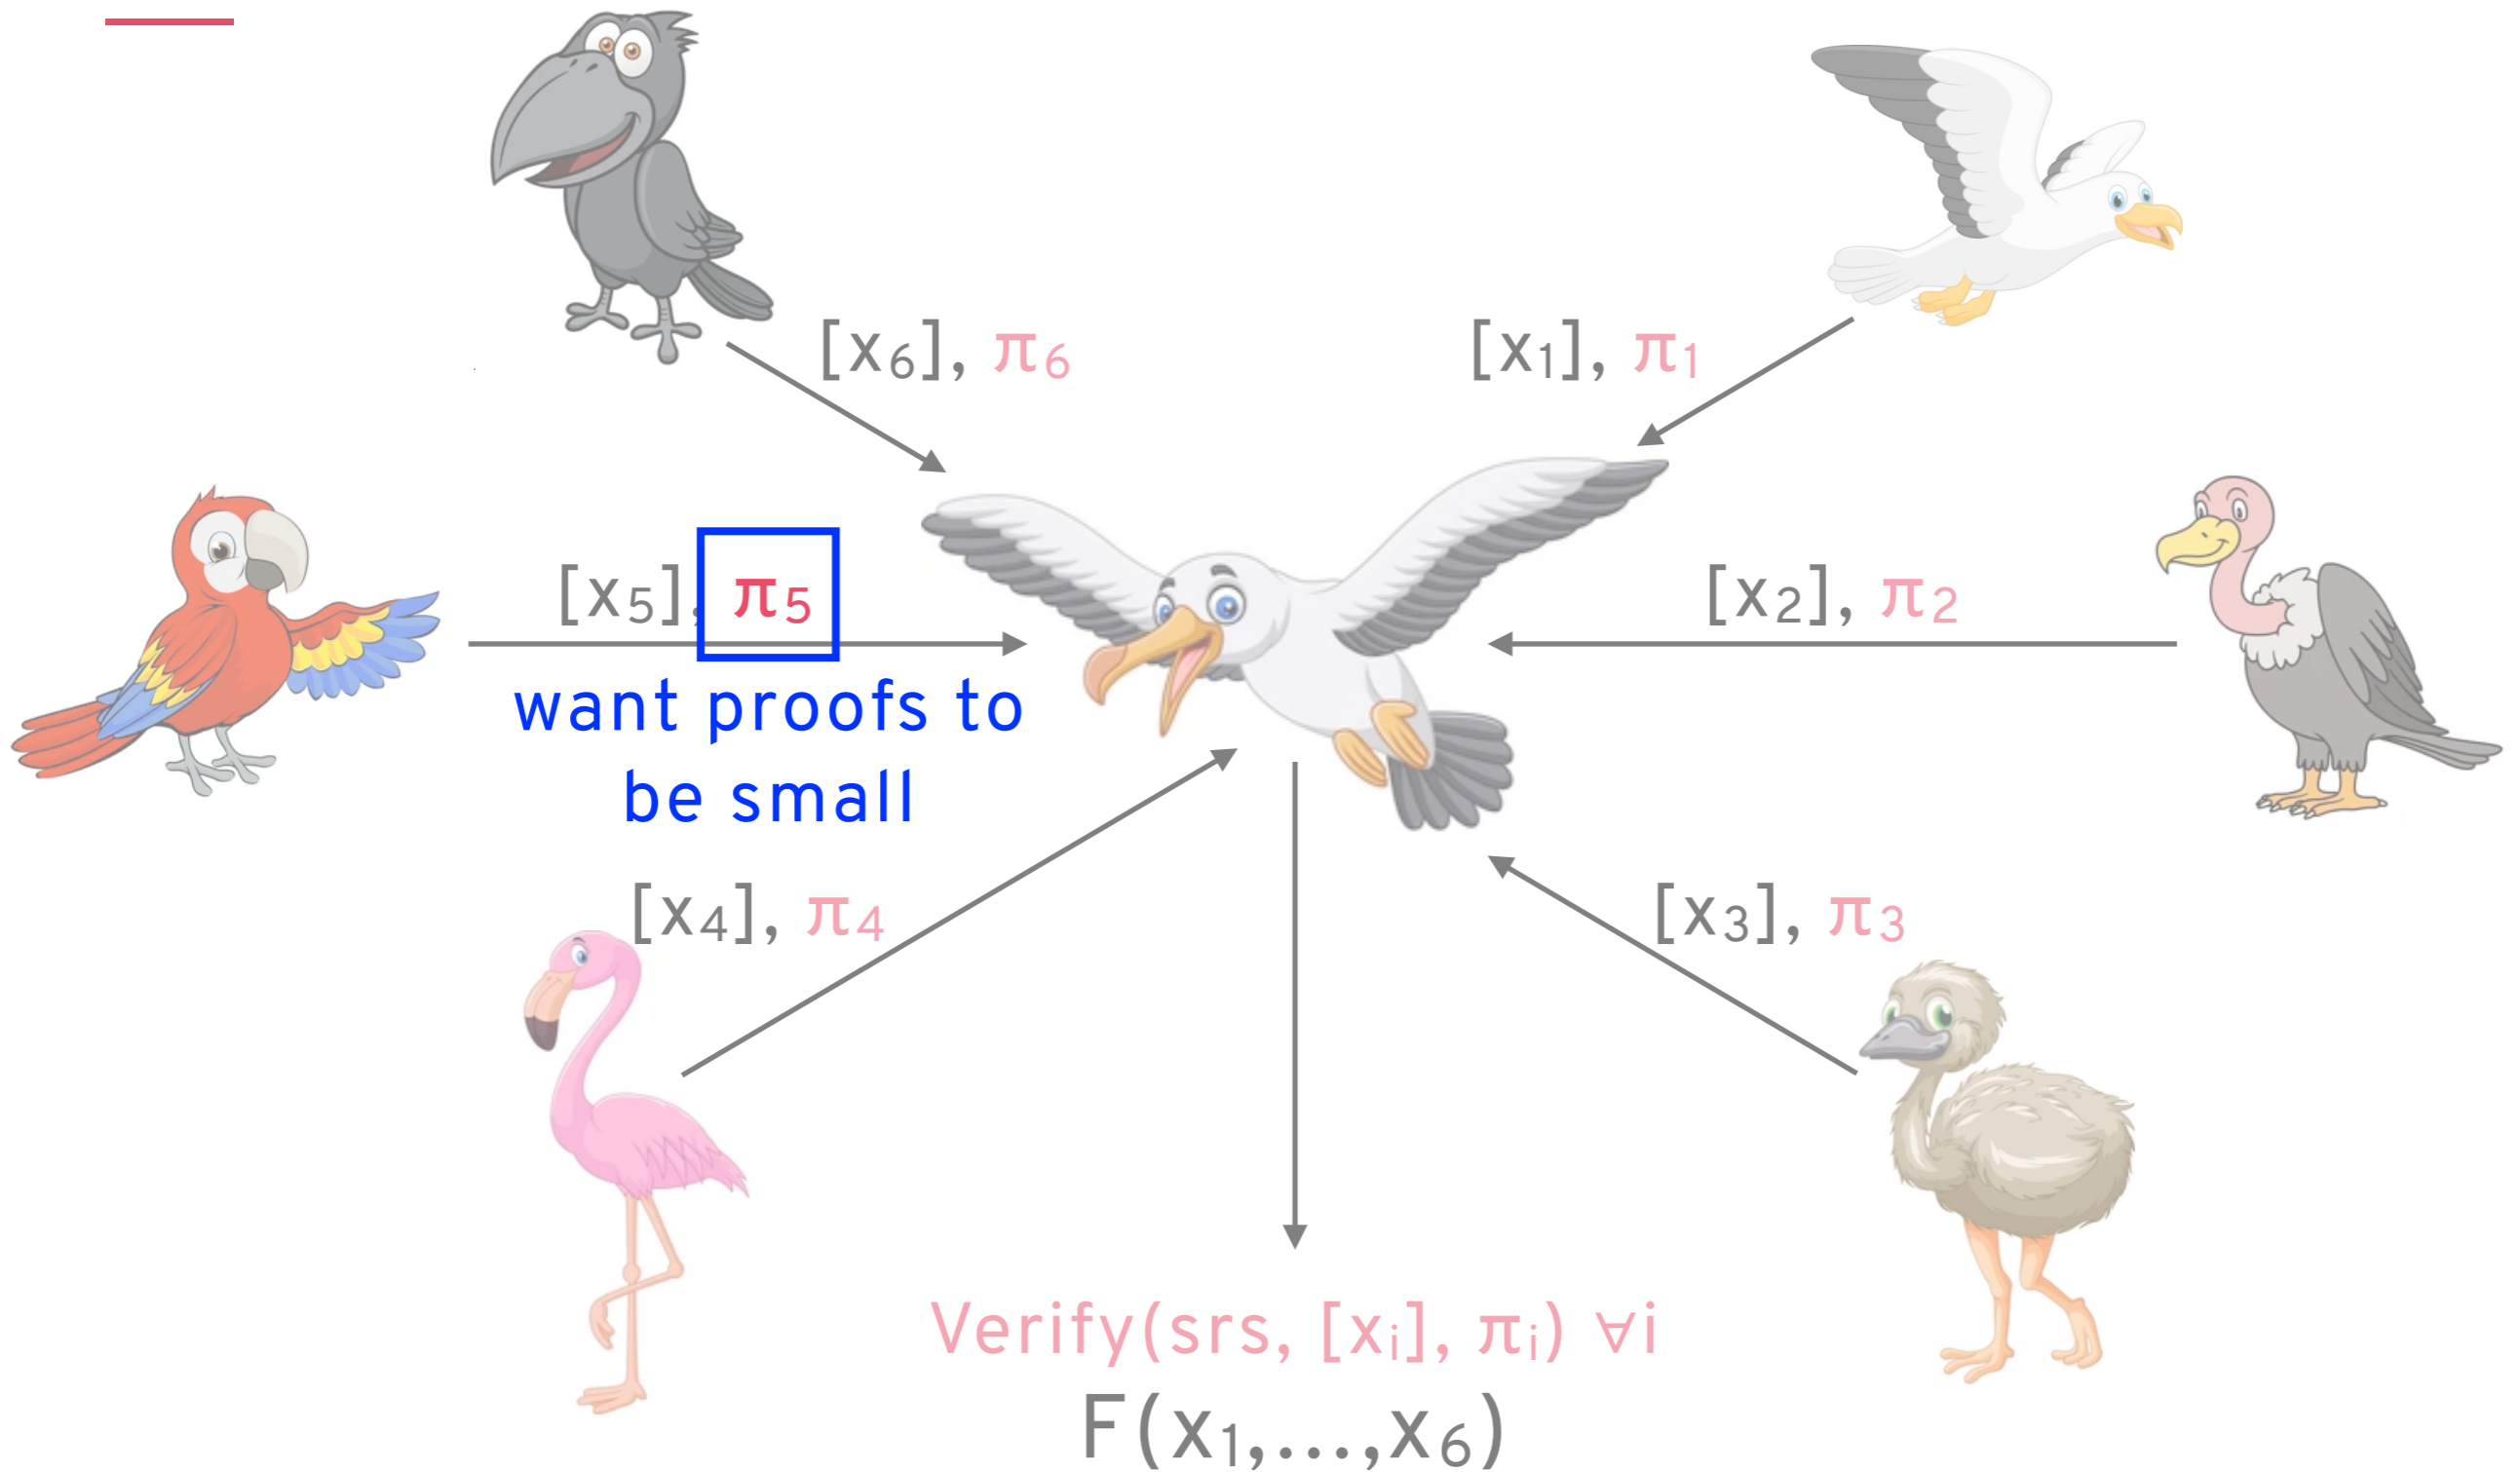 [x₆], π₆
[x₁], π₁
[x₅], π₅
[x₂], π₂
want proofs to
be small
[x₄], π₄
[x₃], π₃
Verify(srs, [xᵢ], πᵢ) ∀i
F(x₁,...,x₆)